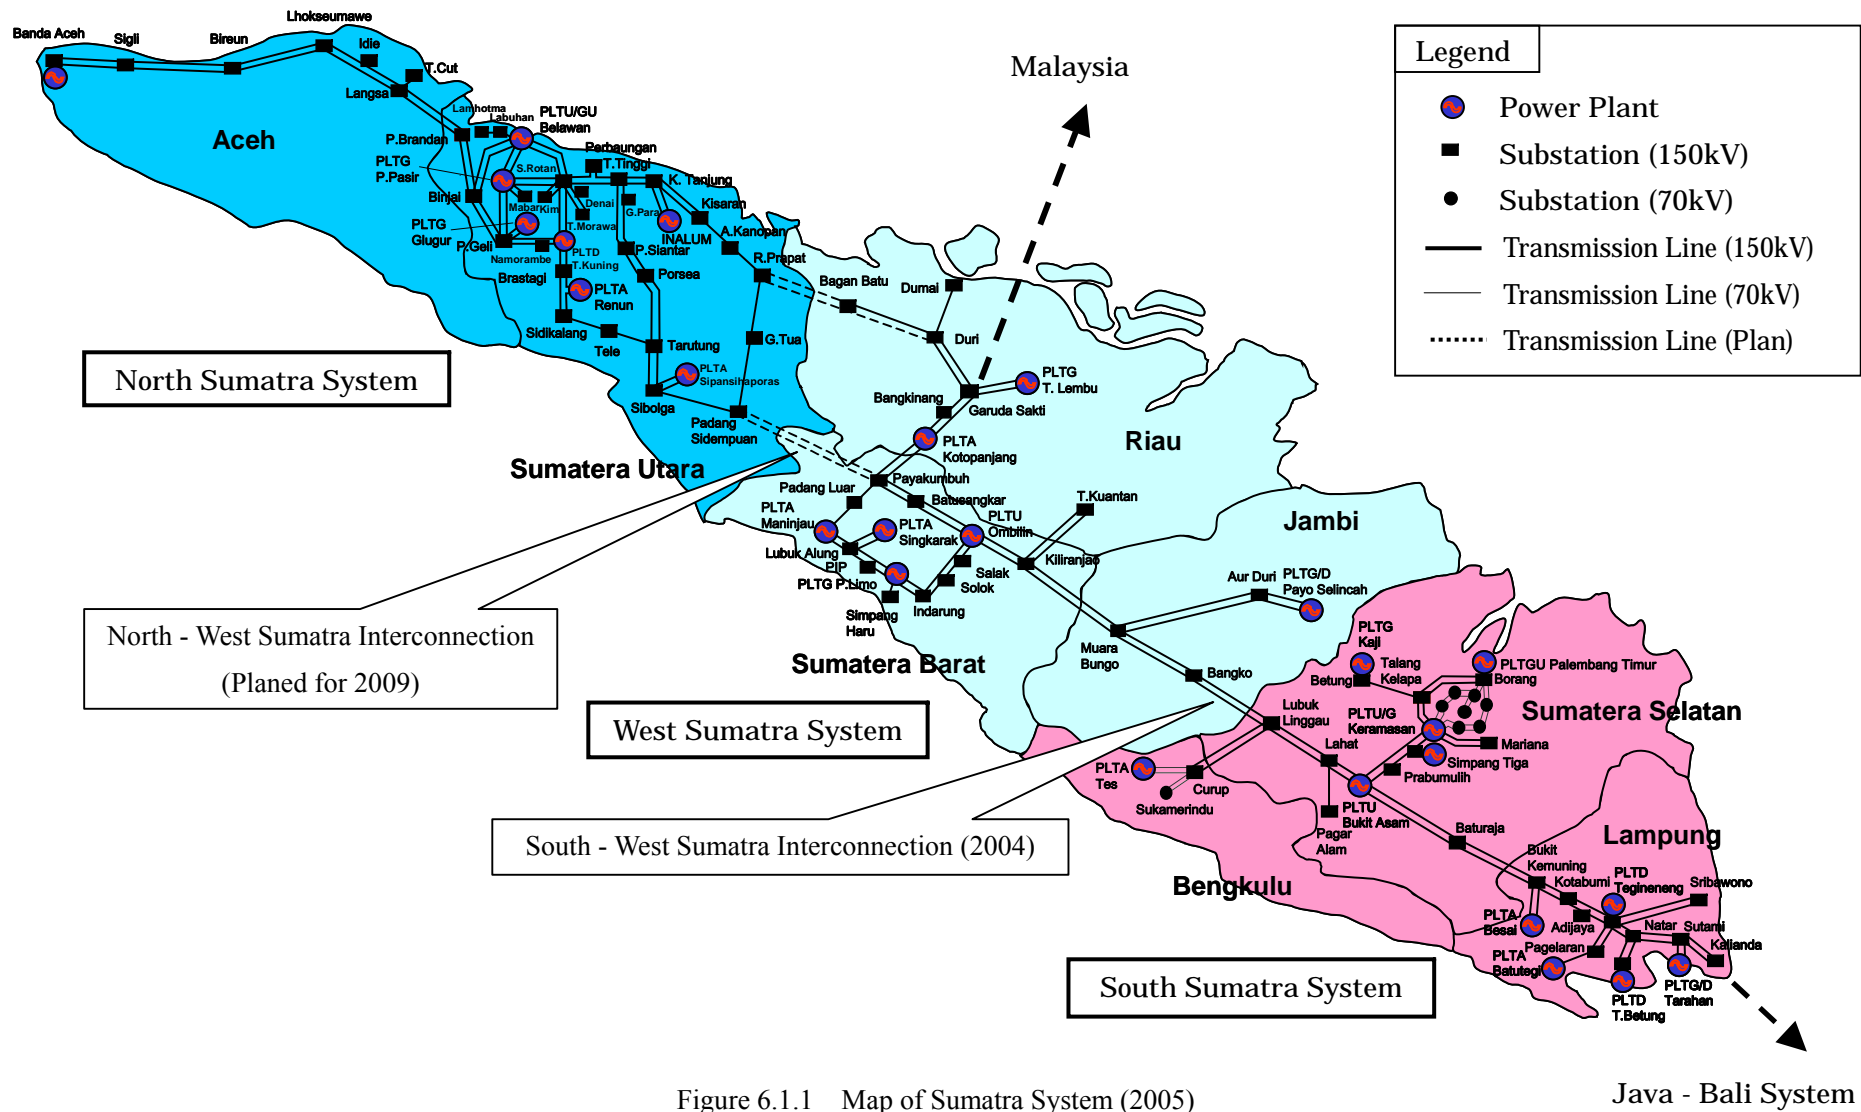 Lhokseumawe
Banda Aceh
Sigli
Bireun
Idie
T.Cut
Langsa
Malaysia
Legend
Power Plant
Substation (150kV)
Substation (70kV)
Transmission Line (150kV)
Transmission Line (70kV)
Transmission Line (Plan)
Aceh
Lamhotma
Labuhan
PLTU/GU
Belawan
P.Brandan
PLTG
P.Pasir
S.Rotan
Perbaungan
T.Tinggi
K. Tanjung
Binjai
Mabar
Kim
Denai
G.Para
Kisaran
PLTG
Glugur
T.Morawa
INALUM
A.Kanopan
P.Geli
Namorambe
PLTD
T.Kuning
P.Siantar
R.Prapat
Brastagi
Porsea
PLTA
Renun
Bagan Batu
Dumai
Sidikalang
Tele
Tarutung
G.Tua
Duri
North Sumatra System
PLTA
Sipansihaporas
PLTG
T. Lembu
Sibolga
Bangkinang
Garuda Sakti
Padang
Sidempuan
PLTA
Kotopanjang
Riau
Sumatera Utara
Payakumbuh
Padang Luar
Batusangkar
T.Kuantan
PLTA
Maninjau
PLTA
Singkarak
PLTU
Ombilin
Jambi
Lubuk Alung
PIP
PLTG P.Limo
Salak
Solok
Kiliranjao
Indarung
Simpang
Haru
Aur Duri
PLTG/D
Payo Selincah
North - West Sumatra Interconnection
(Planed for 2009)
Sumatera Barat
Muara
Bungo
Bangko
PLTG
Kaji
Talang
Kelapa
Betung
PLTGU Palembang Timur
Borang
West Sumatra System
Lubuk
Linggau
PLTU/G
Keramasan
Sumatera Selatan
Lahat
Mariana
PLTA
Tes
Simpang Tiga
Prabumulih
Curup
Sukamerindu
PLTU
Bukit Asam
South - West Sumatra Interconnection (2004)
Pagar
Alam
Baturaja
Lampung
Bengkulu
Bukit
Kemuning
Kotabumi
PLTD
Tegineneng
Sribawono
PLTA
Besai
Adijaya
Natar
Sutami
Pagelaran
Kalianda
PLTA
Batutegi
South Sumatra System
PLTD
T.Betung
PLTG/D
Tarahan
Java - Bali System
Figure 6.1.1 Map of Sumatra System (2005)